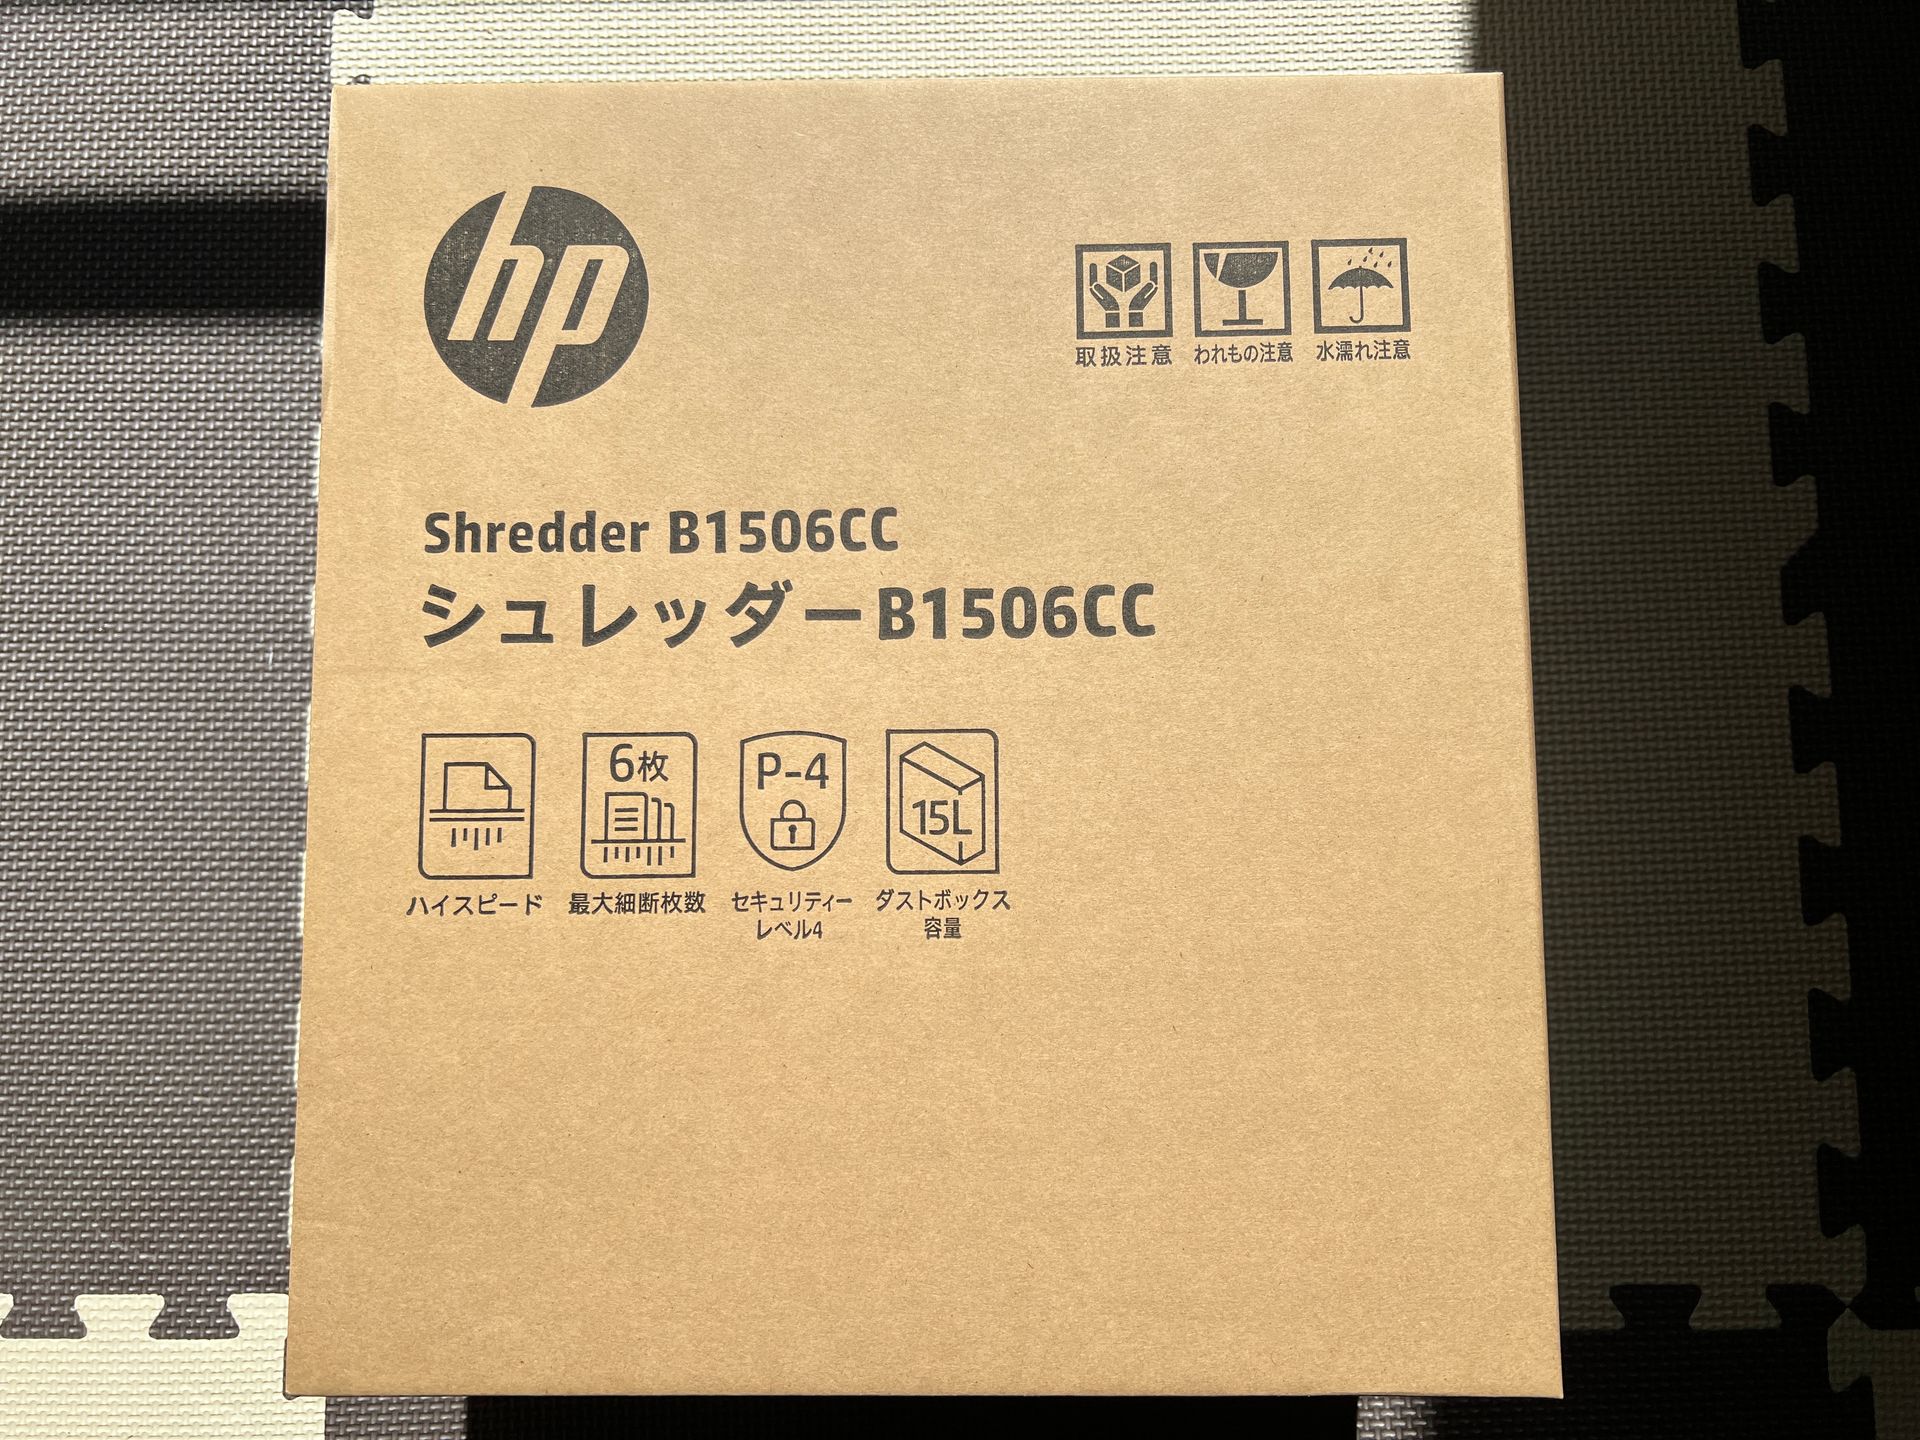 hp
取扱注意 われもの注意 水濡れ注意
Shredder B1506CC
シュレッダーB1506CC
6枚 P-4
15L
ハイスピード 最大細断枚数 セキュリティー ダストボックス
レベル4 容量